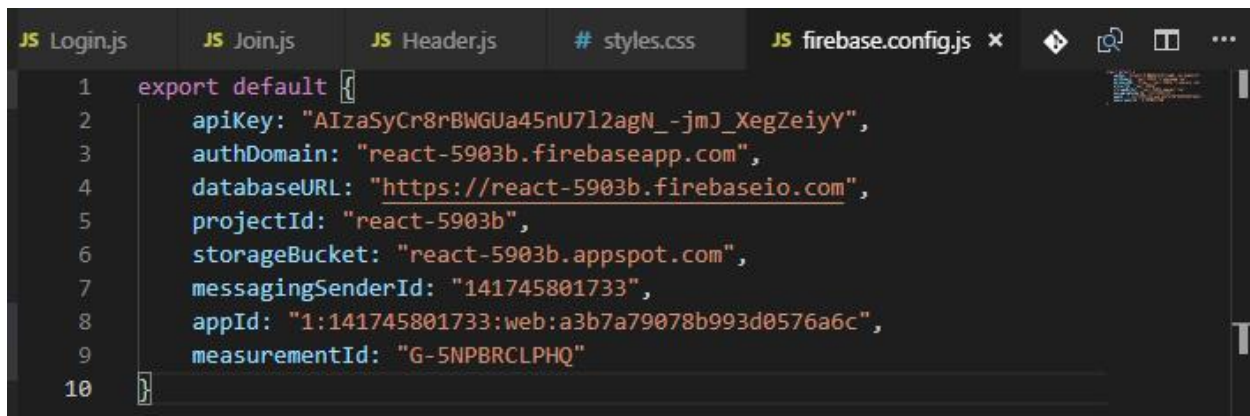 JS Login.js JS Join.js JS Header.js # styles.css JS firebase.config.js × ...
1 export default {
2 apiKey: "AIzaSyCr8rBWGUa45nU7l2agN_-jmJ_XegZeiyY",
3 authDomain: "react-5903b.firebaseapp.com",
4 databaseURL: "https://react-5903b.firebaseio.com",
5 projectId: "react-5903b",
6 storageBucket: "react-5903b.appspot.com",
7 messagingSenderId: "141745801733",
8 appId: "1:141745801733:web:a3b7a79078b993d0576a6c",
9 measurementId: "G-5NPBRCLPHQ"
10 }